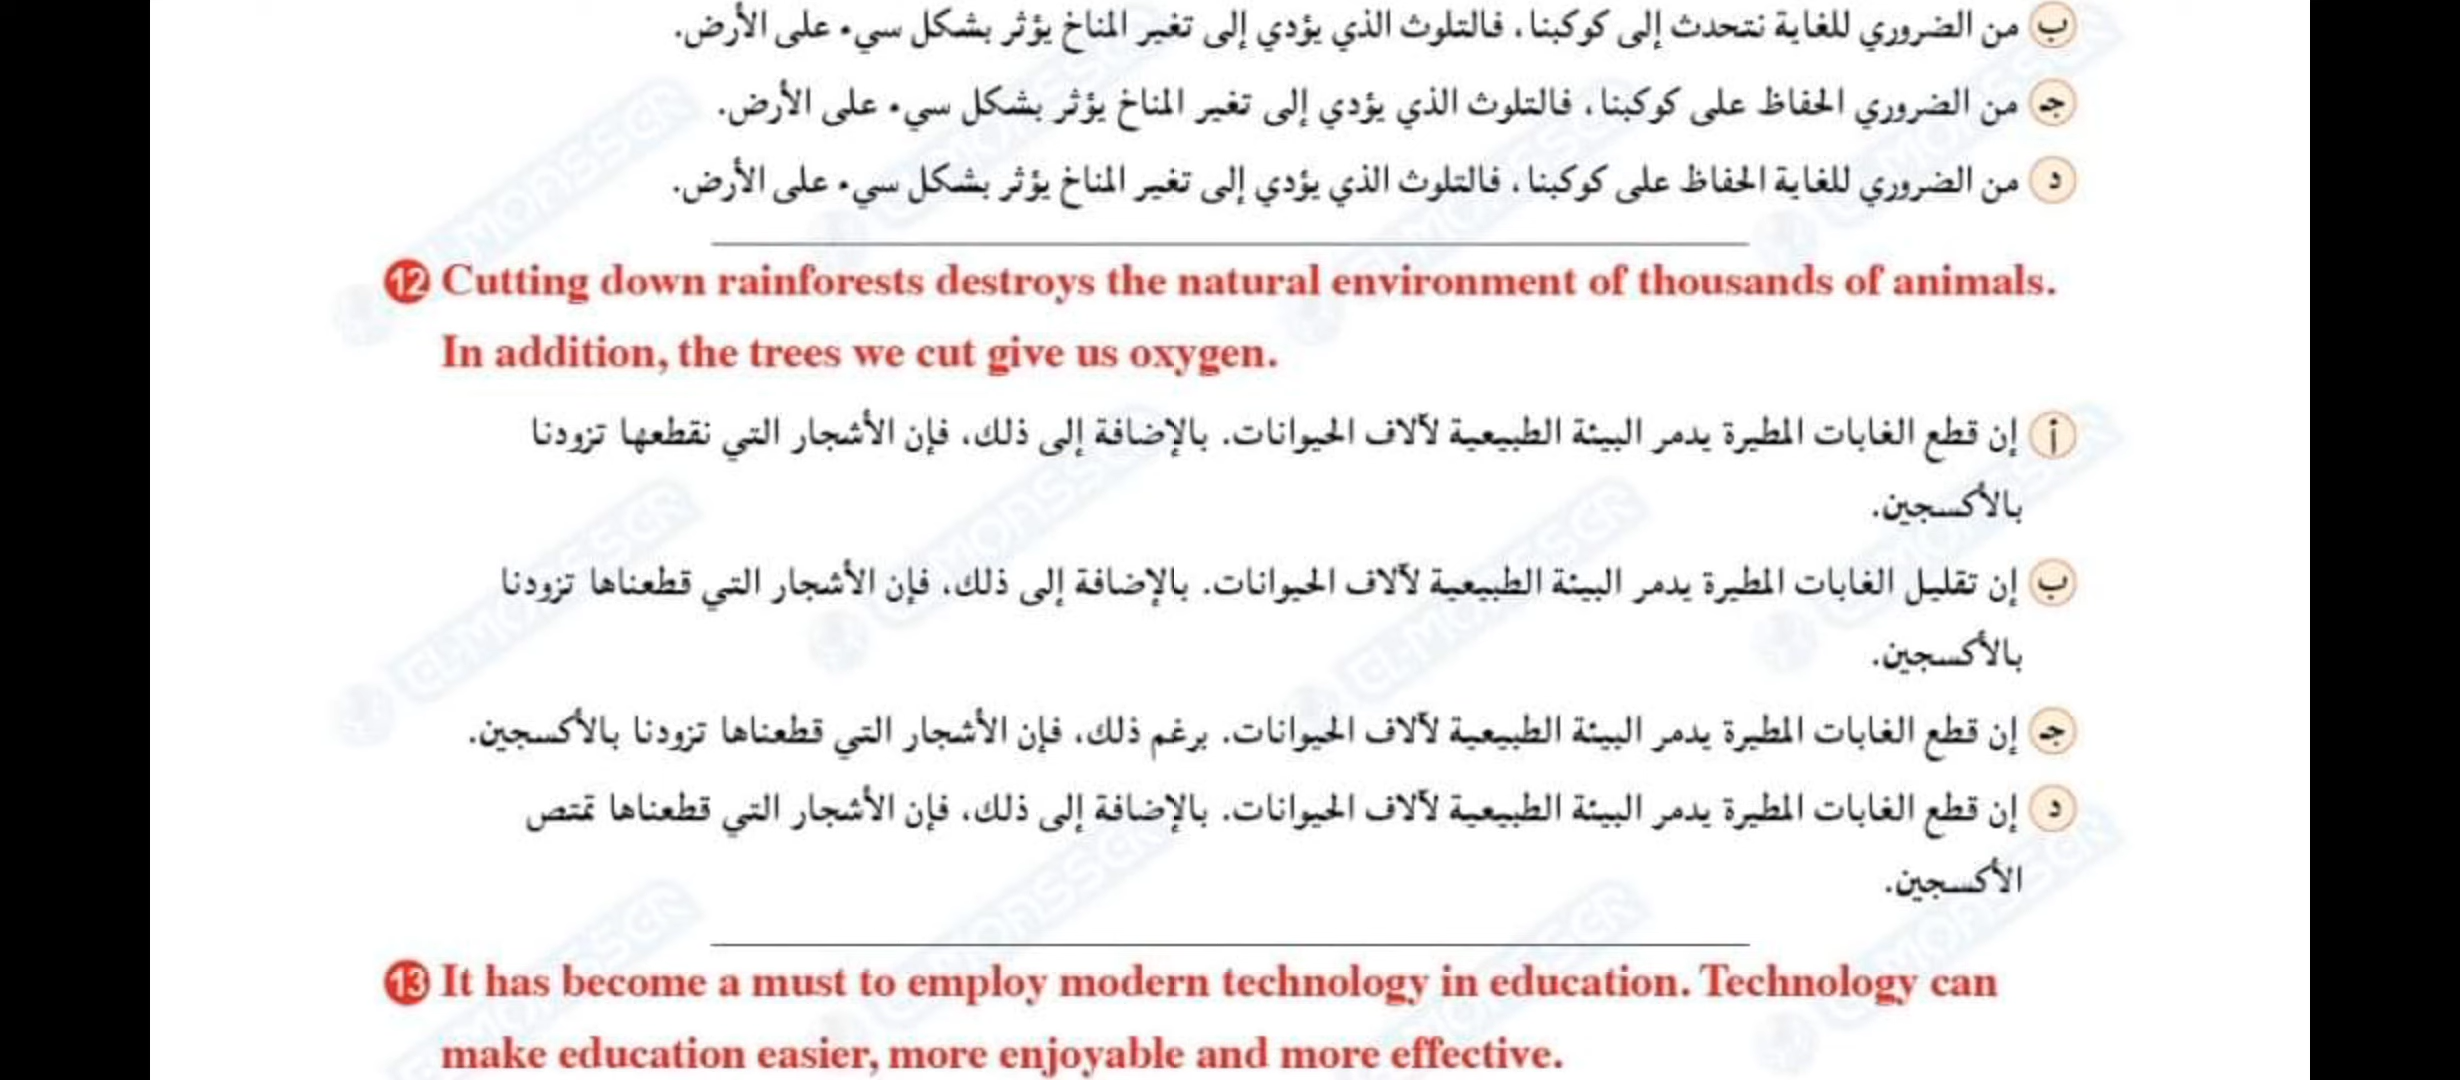 ب من الضروري للغاية نتحدث إلى كوكبنا، فالتلوث الذي يؤدي إلى تغير المناخ يؤثر بشكل سيء على الأرض.
جـ من الضروري الحفاظ على كوكبنا، فالتلوث الذي يؤدي إلى تغير المناخ يؤثر بشكل سيء على الأرض.
د من الضروري للغاية الحفاظ على كوكبنا، فالتلوث الذي يؤدي إلى تغير المناخ يؤثر بشكل سيء على الأرض.
12 Cutting down rainforests destroys the natural environment of thousands of animals.
In addition, the trees we cut give us oxygen.
أ إن قطع الغابات المطيرة يدمر البيئة الطبيعية لآلاف الحيوانات. بالإضافة إلى ذلك، فإن الأشجار التي نقطعها تزودنا
بالأكسجين.
ب إن تقليل الغابات المطيرة يدمر البيئة الطبيعية لآلاف الحيوانات. بالإضافة إلى ذلك، فإن الأشجار التي قطعناها تزودنا
بالأكسجين.
جـ إن قطع الغابات المطيرة يدمر البيئة الطبيعية لآلاف الحيوانات. برغم ذلك، فإن الأشجار التي قطعناها تزودنا بالأكسجين.
د إن قطع الغابات المطيرة يدمر البيئة الطبيعية لآلاف الحيوانات. بالإضافة إلى ذلك، فإن الأشجار التي قطعناها تمتص
الأكسجين.
13 It has become a must to employ modern technology in education. Technology can
make education easier, more enjoyable and more effective.